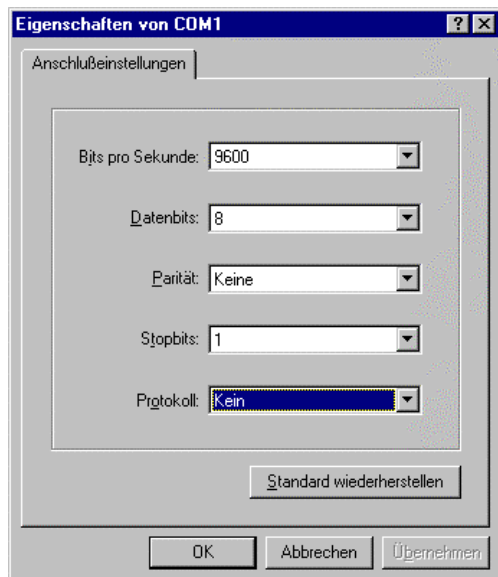 Eigenschaften von COM1
Anschlußeinstellungen
Bits pro Sekunde: 9600
Datenbits: 8
Parität: Keine
Stopbits: 1
Protokoll: Kein
Standard wiederherstellen
OK Abbrechen Übernehmen